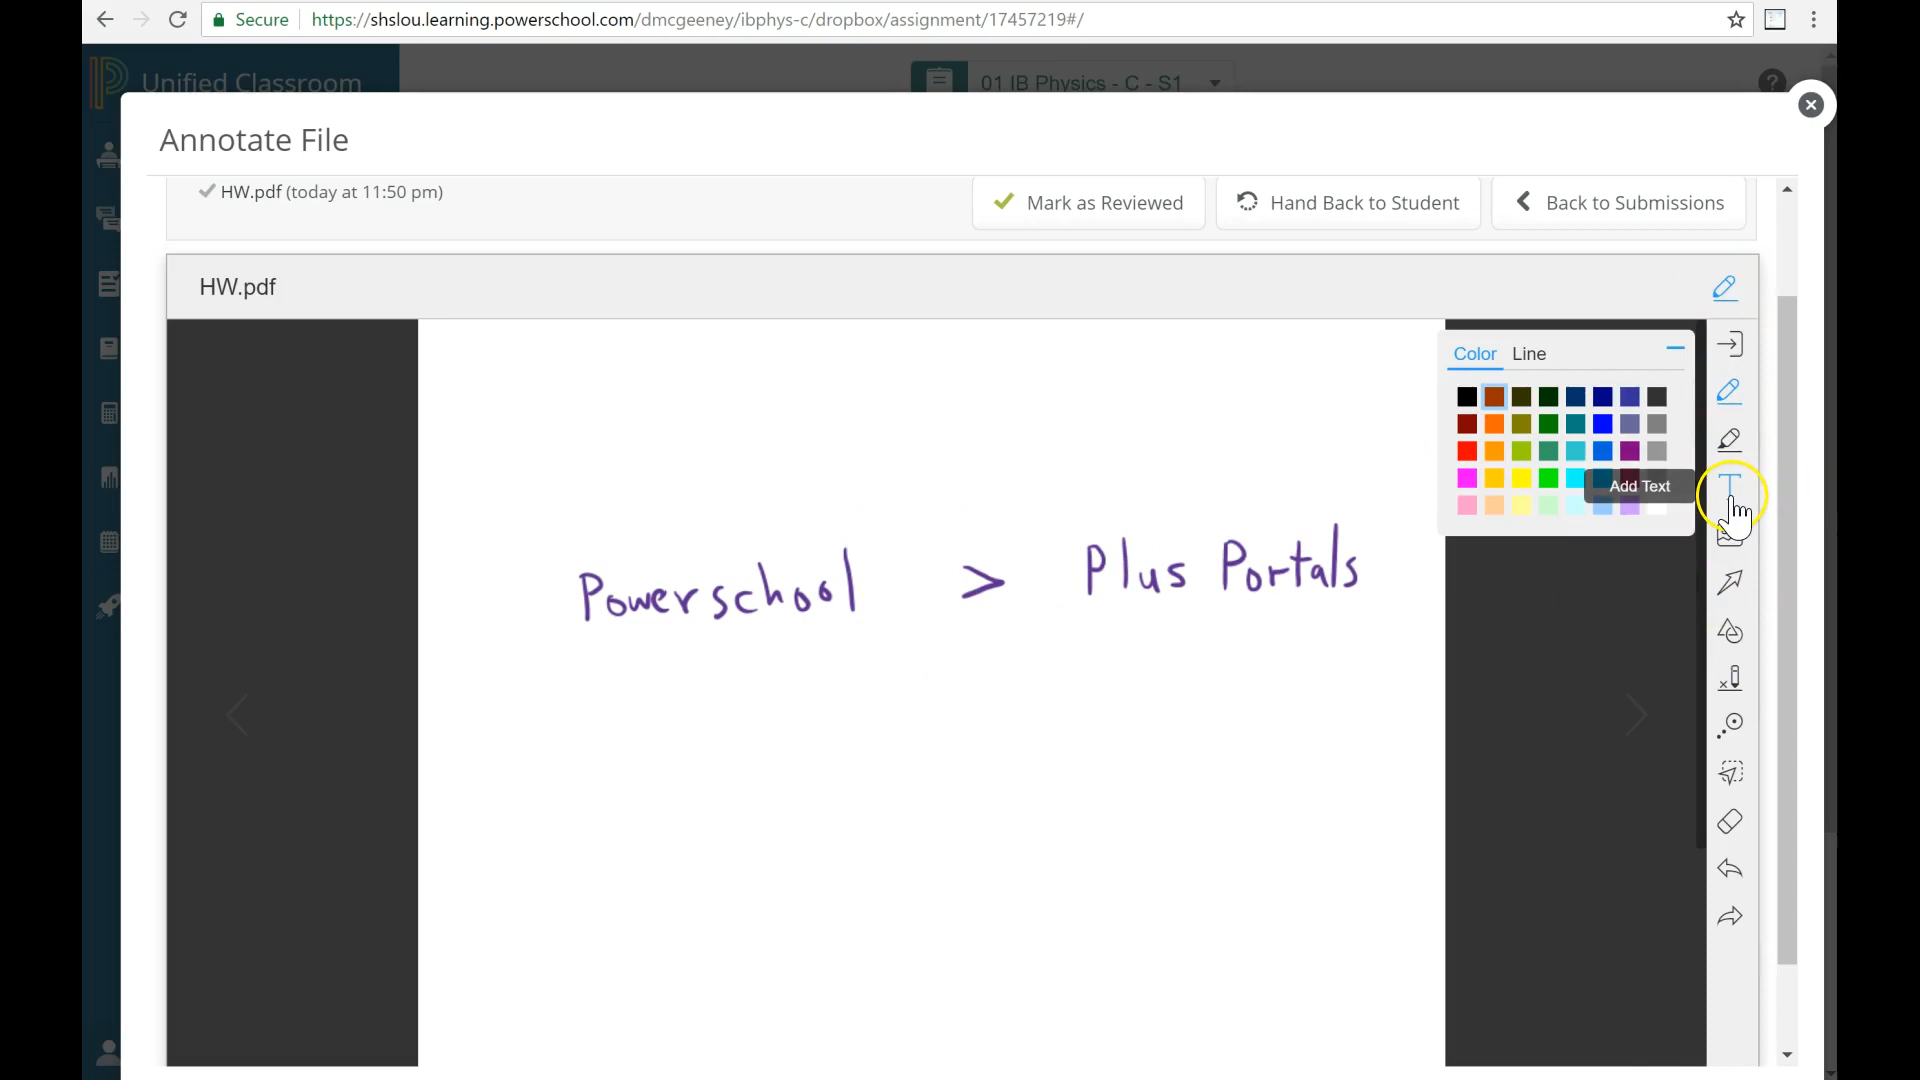 Secure https://shslou.learning.powerschool.com/dmcgeeney/ibphys-c/dropbox/assignment/17457219#/
Unified Classroom 01 IB Physics - C - S1
Annotate File
HW.pdf (today at 11:50 pm) Mark as Reviewed Hand Back to Student Back to Submissions
HW.pdf
Color Line
Add Text
Powerschool > Plus Portals